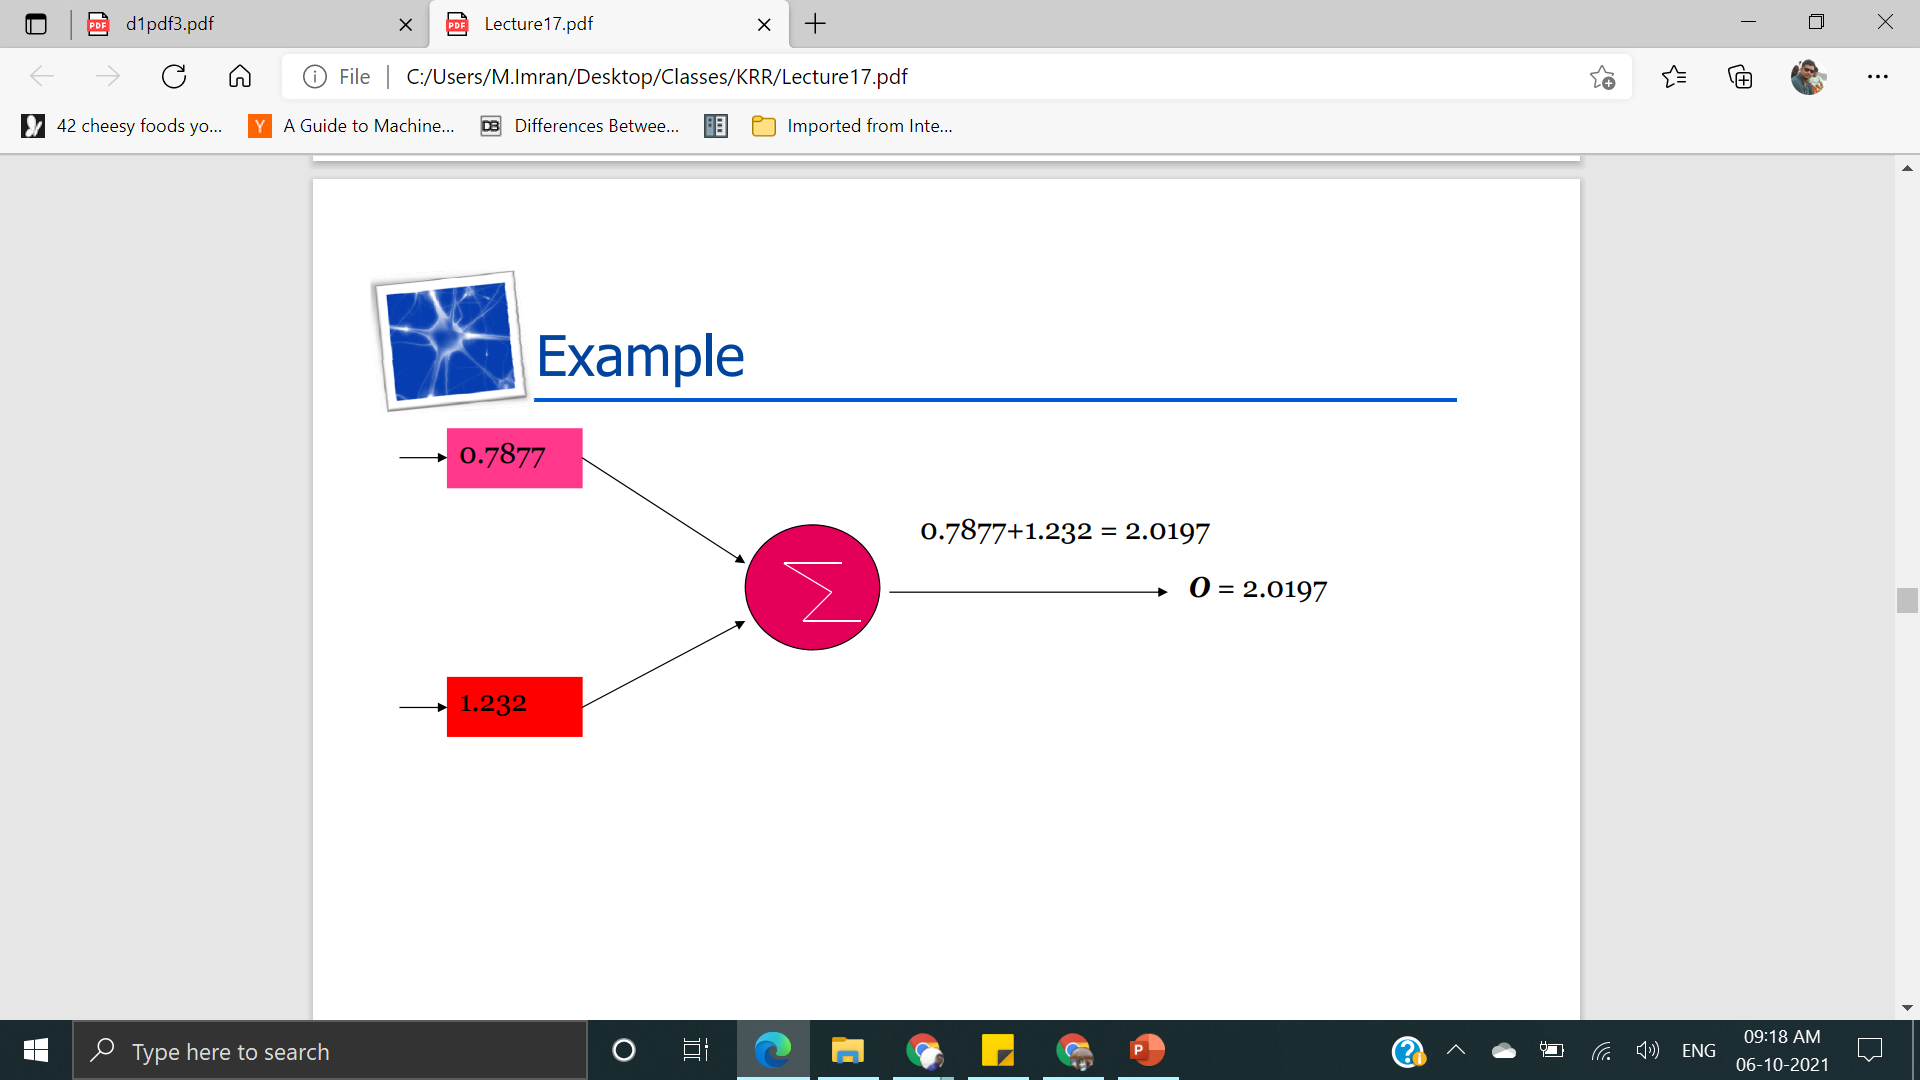 d1pdf3.pdf
Lecture17.pdf
File
C:/Users/M.Imran/Desktop/Classes/KRR/Lecture17.pdf
42 cheesy foods yo...
Y
A Guide to Machine...
DB
Differences Betwee...
Imported from Inte...
Example
0.7877
0.7877+1.232 = 2.0197
∑
O = 2.0197
1.232
Type here to search
ENG
09:18 AM
06-10-2021